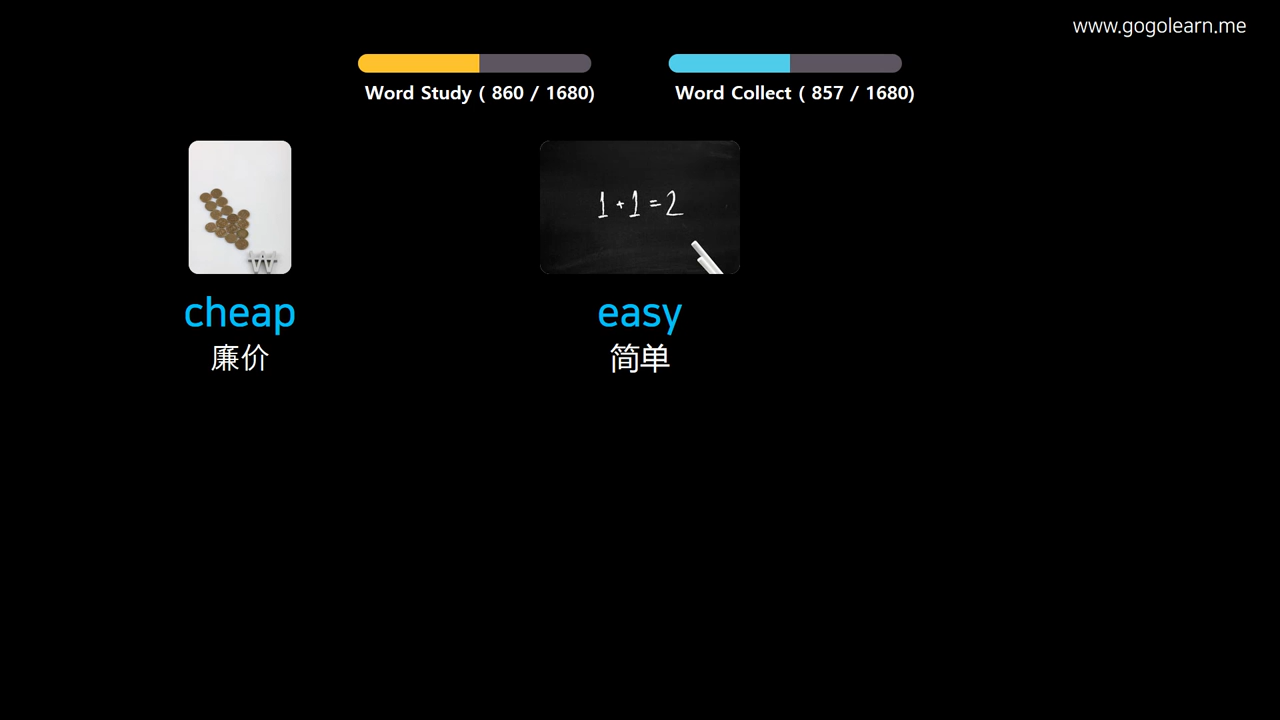 www.gogolearn.me
Word Study ( 860 / 1680)
Word Collect ( 857 / 1680)
1+1=2
cheap
easy
廉价
简单